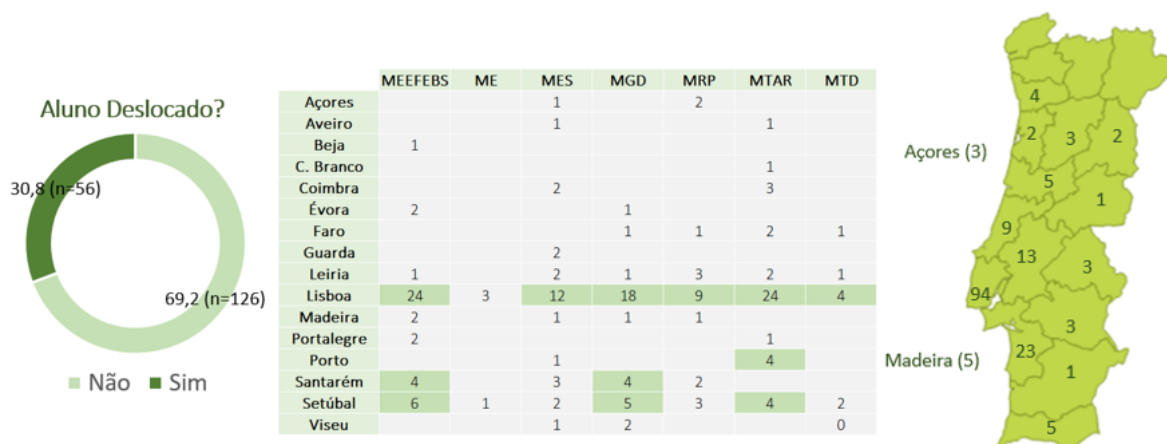 Aluno Deslocado?
30,8 (n=56)
69,2 (n=126)
Não Sim
MEEFEBS ME MES MGD MRP MTAR MTD
Açores 1 2
Aveiro 1 1
Beja 1
C. Branco 1
Coimbra 2 3
Évora 2 1
Faro 1 1 2 1
Guarda 2
Leiria 1 2 1 3 2 1
Lisboa 24 3 12 18 9 24 4
Madeira 2 1 1 1
Portalegre 2 1
Porto 1 4
Santarém 4 3 4 2
Setúbal 6 1 2 5 3 4 2
Viseu 1 2 0
Açores (3)
Madeira (5)
4
2 3 2
5
1
9
13
3
94
3
23
1
5